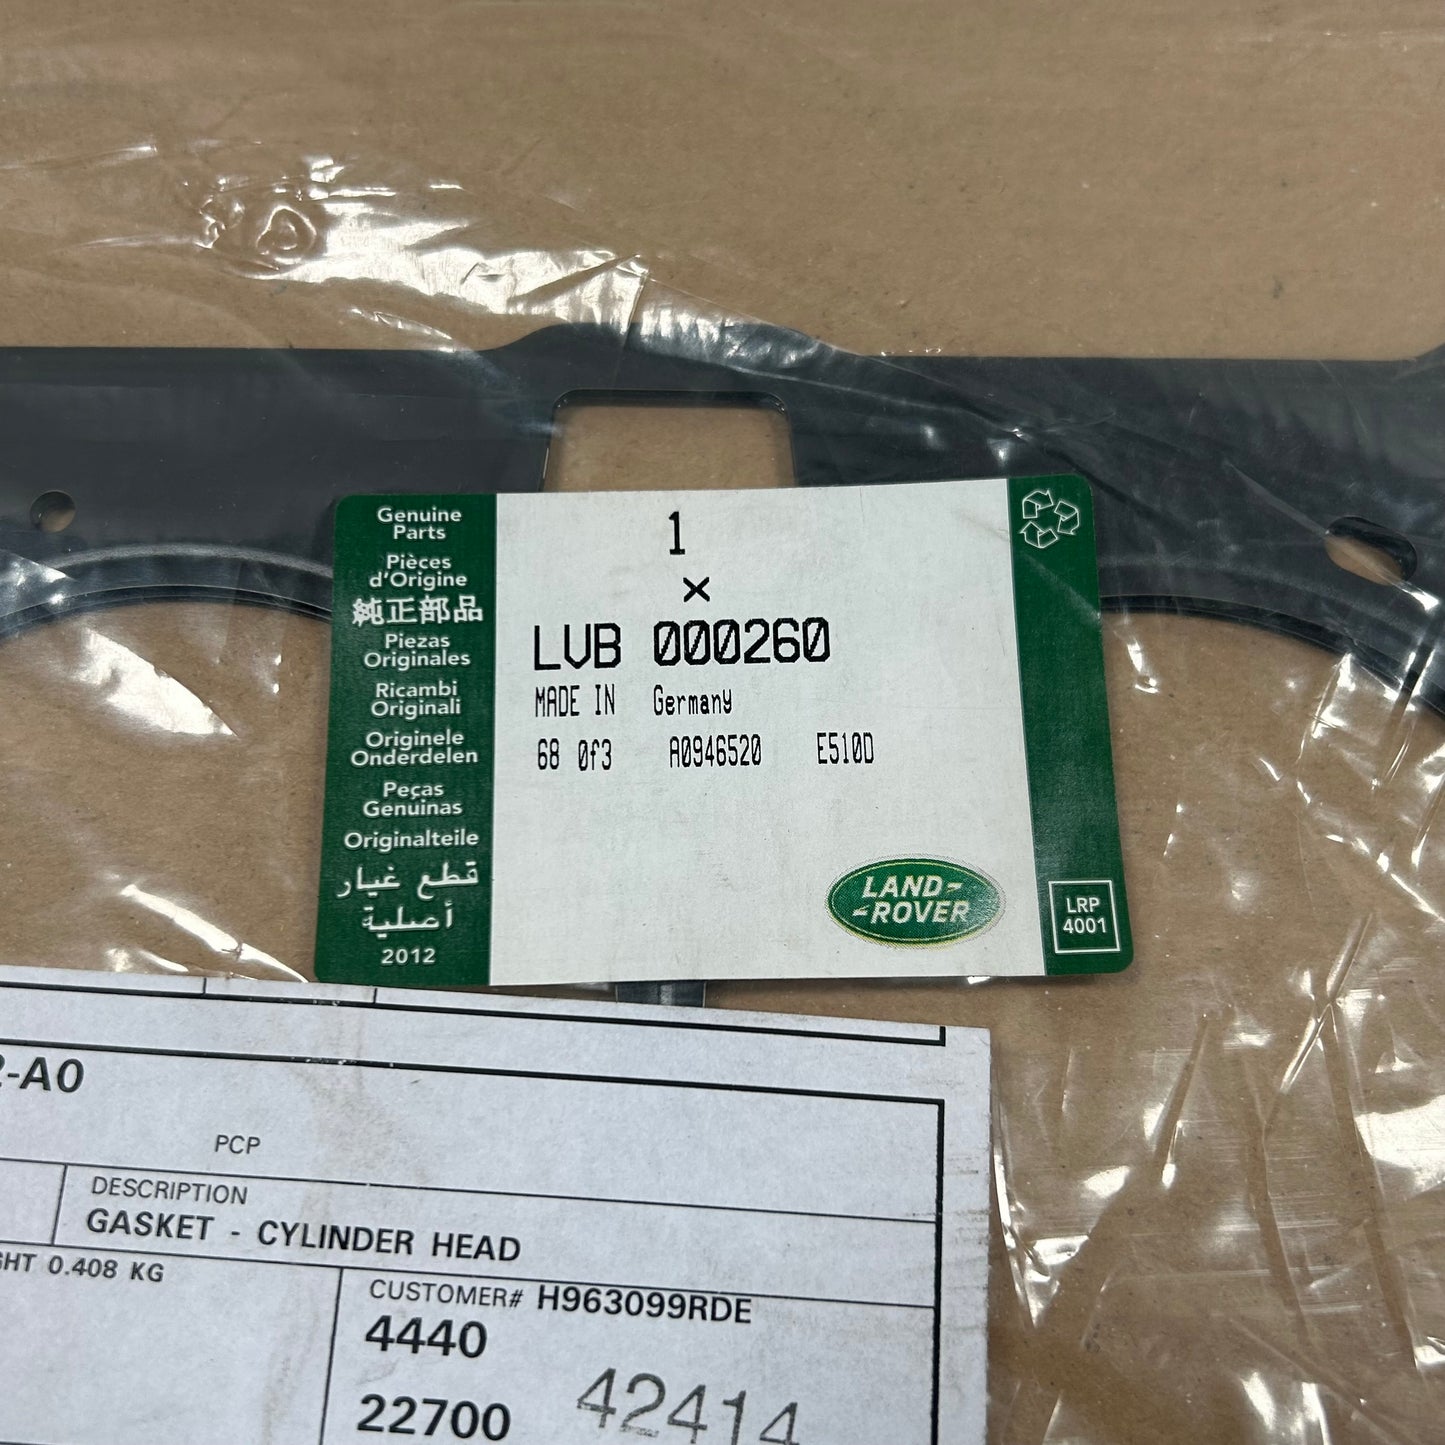 Genuine
Parts
Pièces
d'Origine
純正部品
Piezas
Originales
Ricambi
Originali
Originele
Onderdelen
Peças
Genuinas
Originalteile
قطع غيار
أصلية
2012
1
×
LVB 000260
MADE IN Germany
68 0f3 A0946520 E510D
LAND-
-ROVER
LRP
4001
-A0
PCP
DESCRIPTION
GASKET - CYLINDER HEAD
GHT 0.408 KG
CUSTOMER# H963099RDE
4440
22700
42414